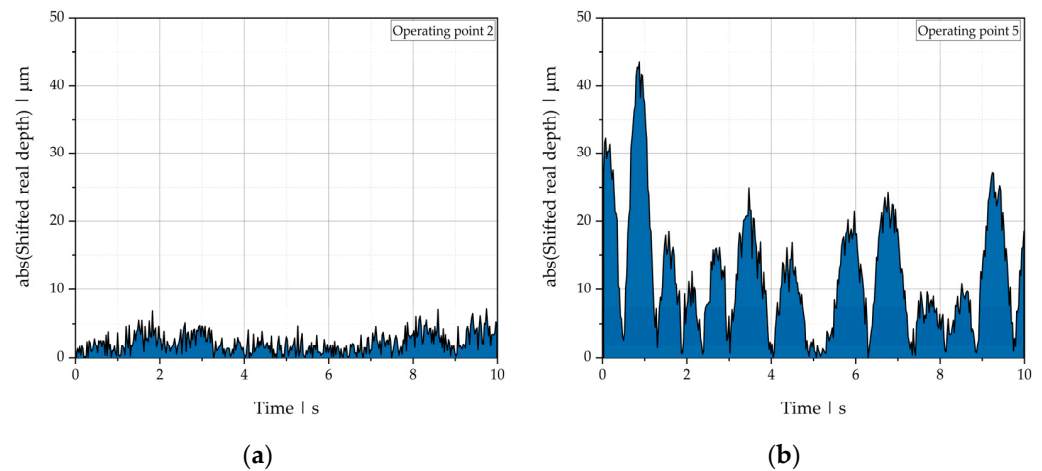 Operating point 2
50
40
30
20
10
0
abs(Shifted real depth) | µm
0 2 4 6 8 10
Time | s
(a)
Operating point 5
50
40
30
20
10
0
abs(Shifted real depth) | µm
0 2 4 6 8 10
Time | s
(b)